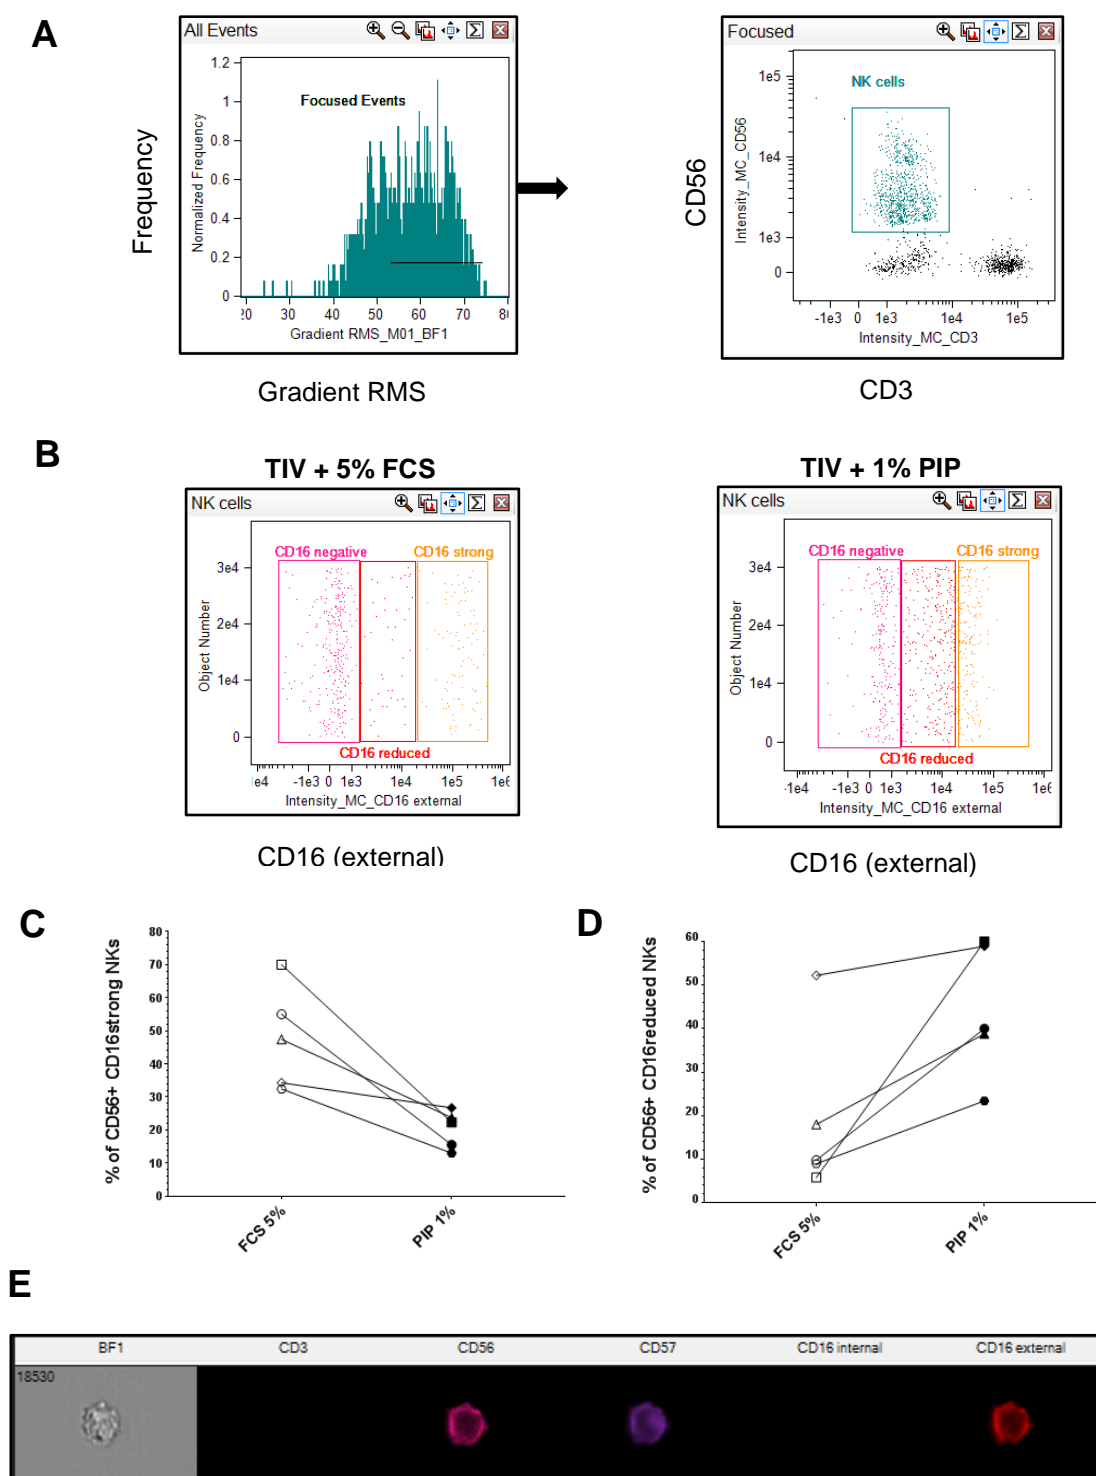 A
All Events
1.2
1
0.8
0.6
0.4
0.2
0
Focused Events
Normalized Frequency
Frequency
20 30 40 50 60 70
Gradient RMS_M01_BF1
Gradient RMS
Focused
1e5
1e4
1e3
0
NK cells
Intensity_MC_CD56
CD56
-1e3 0 1e3 1e4 1e5
Intensity_MC_CD3
CD3
B
TIV + 5% FCS
NK cells
CD16 negative CD16 strong
3e4
2e4
1e4
0
Object Number
CD16 reduced
-1e3 0 1e3 1e4 1e5 1e6
Intensity_MC_CD16 external
CD16 (external)
TIV + 1% PIP
NK cells
CD16 negative CD16 strong
3e4
2e4
1e4
0
Object Number
CD16 reduced
-1e4 -1e3 0 1e3 1e4 1e5 1e6
Intensity_MC_CD16 external
CD16 (external)
C
% of CD56+ CD16strong NKs
80
70
60
50
40
30
20
10
0
FCS 5% PIP 1%
D
% of CD56+ CD16reduced NKs
60
50
40
30
20
10
0
FCS 5% PIP 1%
E
BF1 CD3 CD56 CD57 CD16 internal CD16 external
18530